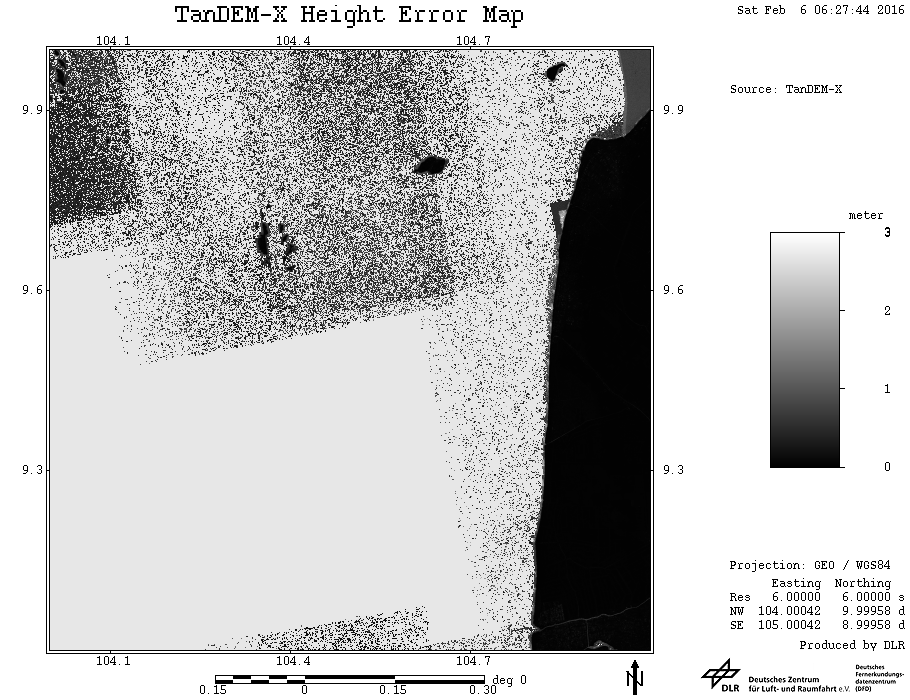 TanDEM-X Height Error Map
Sat Feb 6 06:27:44 2016
104.1 104.4 104.7
Source: TanDEM-X
9.9 9.9
meter
3
2
9.6 9.6
1
0
9.3 9.3
Projection: GEO / WGS84
Easting Northing
Res 6.00000 6.00000 s
NW 104.00042 9.99958 d
SE 105.00042 8.99958 d
Produced by DLR
104.1 104.4 104.7
0.15 0 0.15 0.30 deg 0
N
DLR
Deutsches Zentrum
für Luft- und Raumfahrt e.V.
Deutsches
Fernerkundungs-
datenzentrum
(DFD)